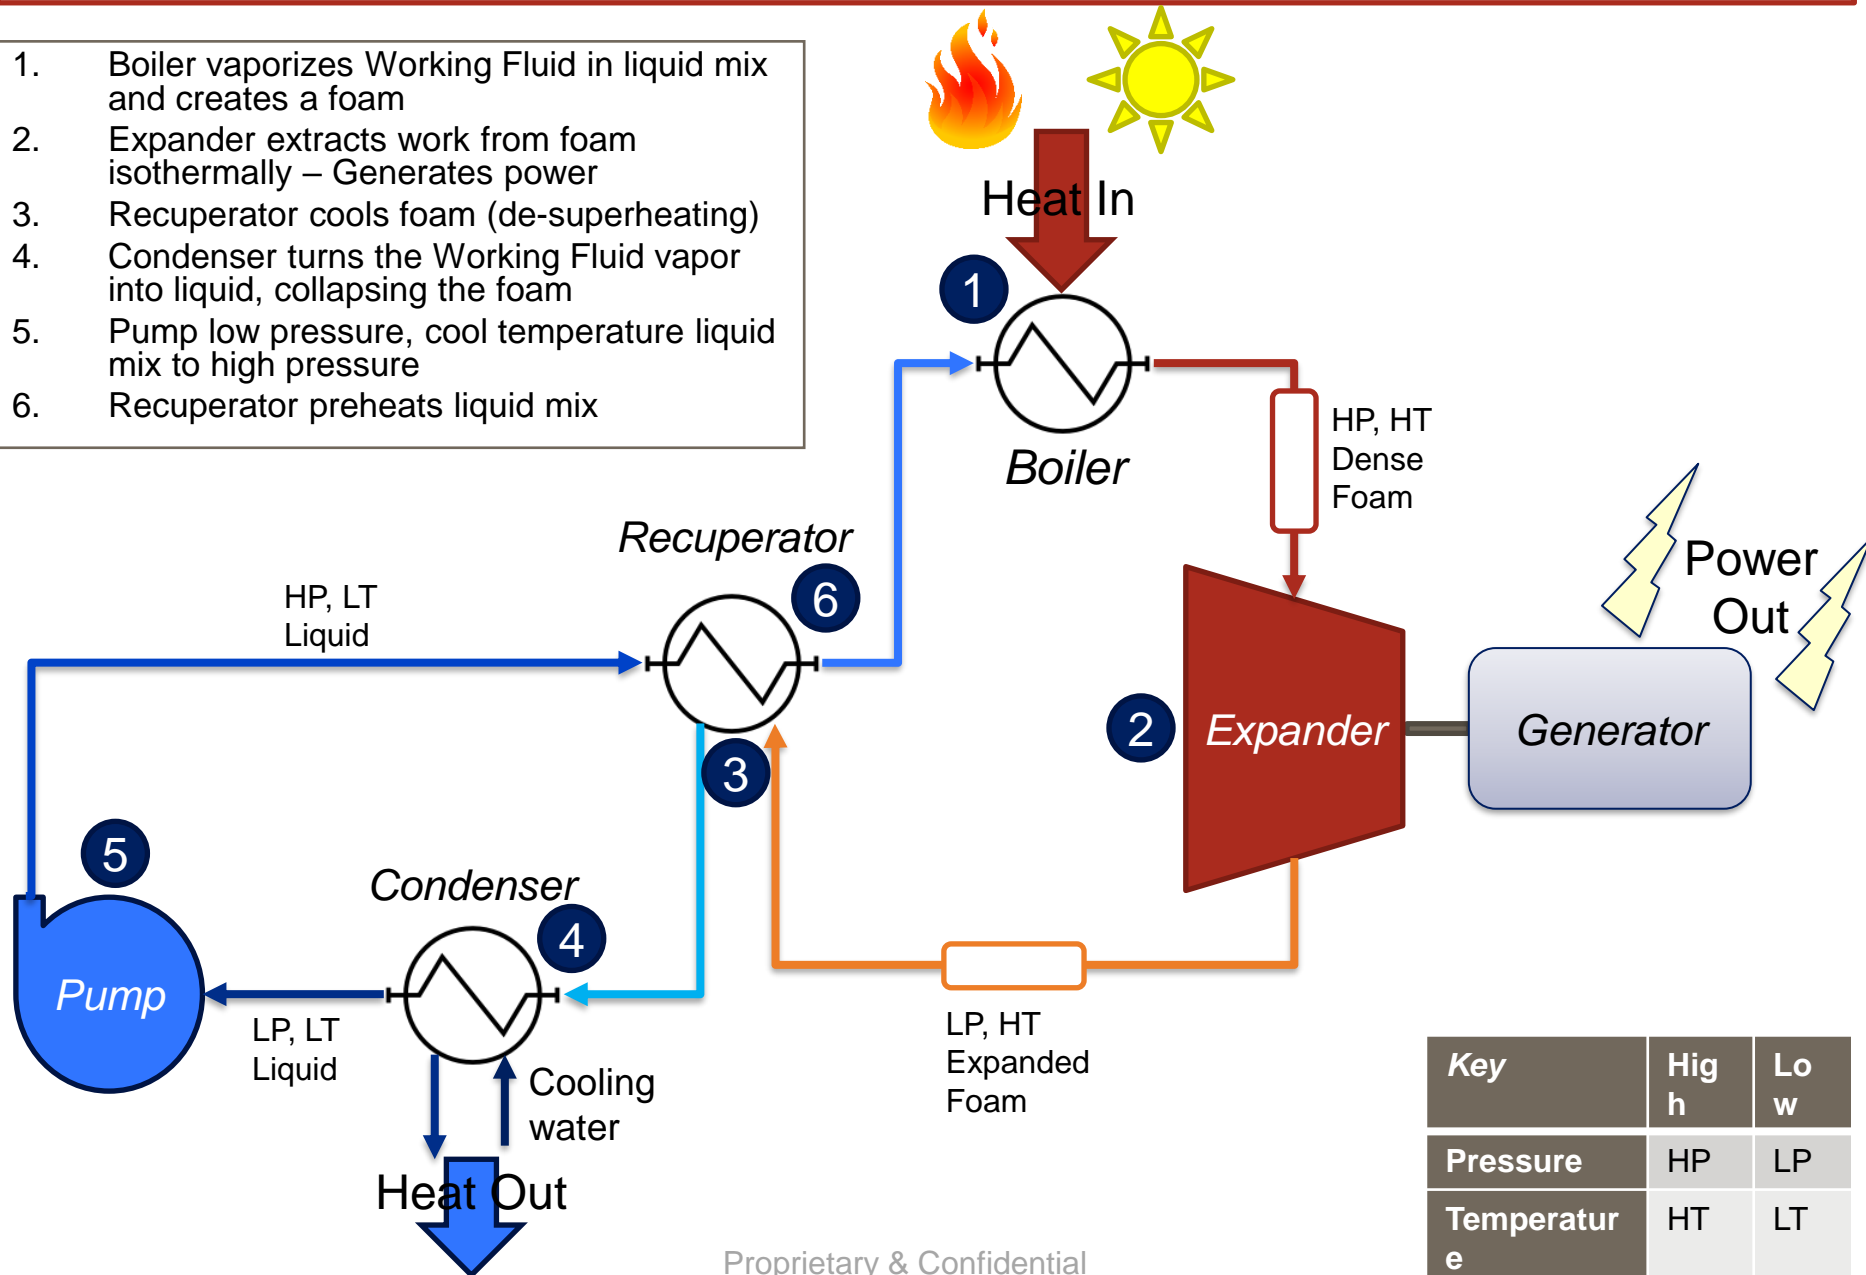 1. Boiler vaporizes Working Fluid in liquid mix
and creates a foam
2. Expander extracts work from foam
isothermally – Generates power
3. Recuperator cools foam (de-superheating)
4. Condenser turns the Working Fluid vapor
into liquid, collapsing the foam
5. Pump low pressure, cool temperature liquid
mix to high pressure
6. Recuperator preheats liquid mix
Heat In
1
Boiler
HP, HT
Dense
Foam
Recuperator
6
HP, LT
Liquid
Power
Out
2
Expander
Generator
3
5
Condenser
4
Pump
LP, LT
Liquid
Cooling
water
LP, HT
Expanded
Foam
Heat Out
Key Hig Lo
h w
Pressure HP LP
Temperatur HT LT
e
Proprietary & Confidential